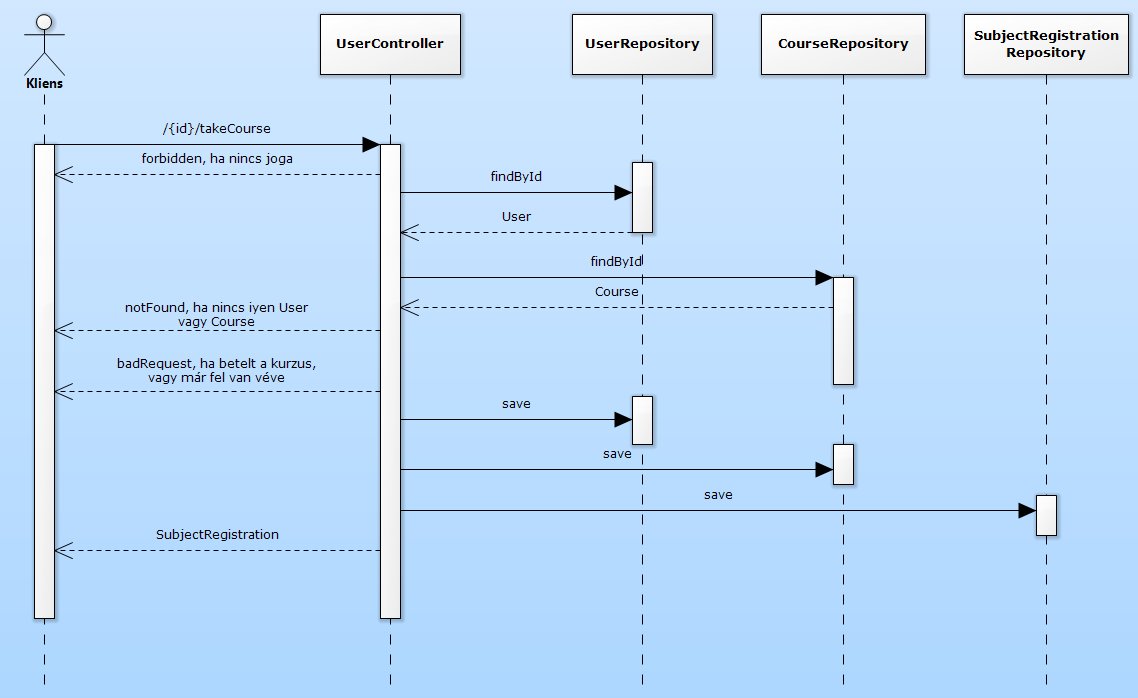 Kliens
UserController
UserRepository
CourseRepository
SubjectRegistration
Repository
/{id}/takeCourse
forbidden, ha nincs joga
findById
User
findById
Course
notFound, ha nincs iyen User
vagy Course
badRequest, ha betelt a kurzus,
vagy már fel van véve
save
save
save
SubjectRegistration